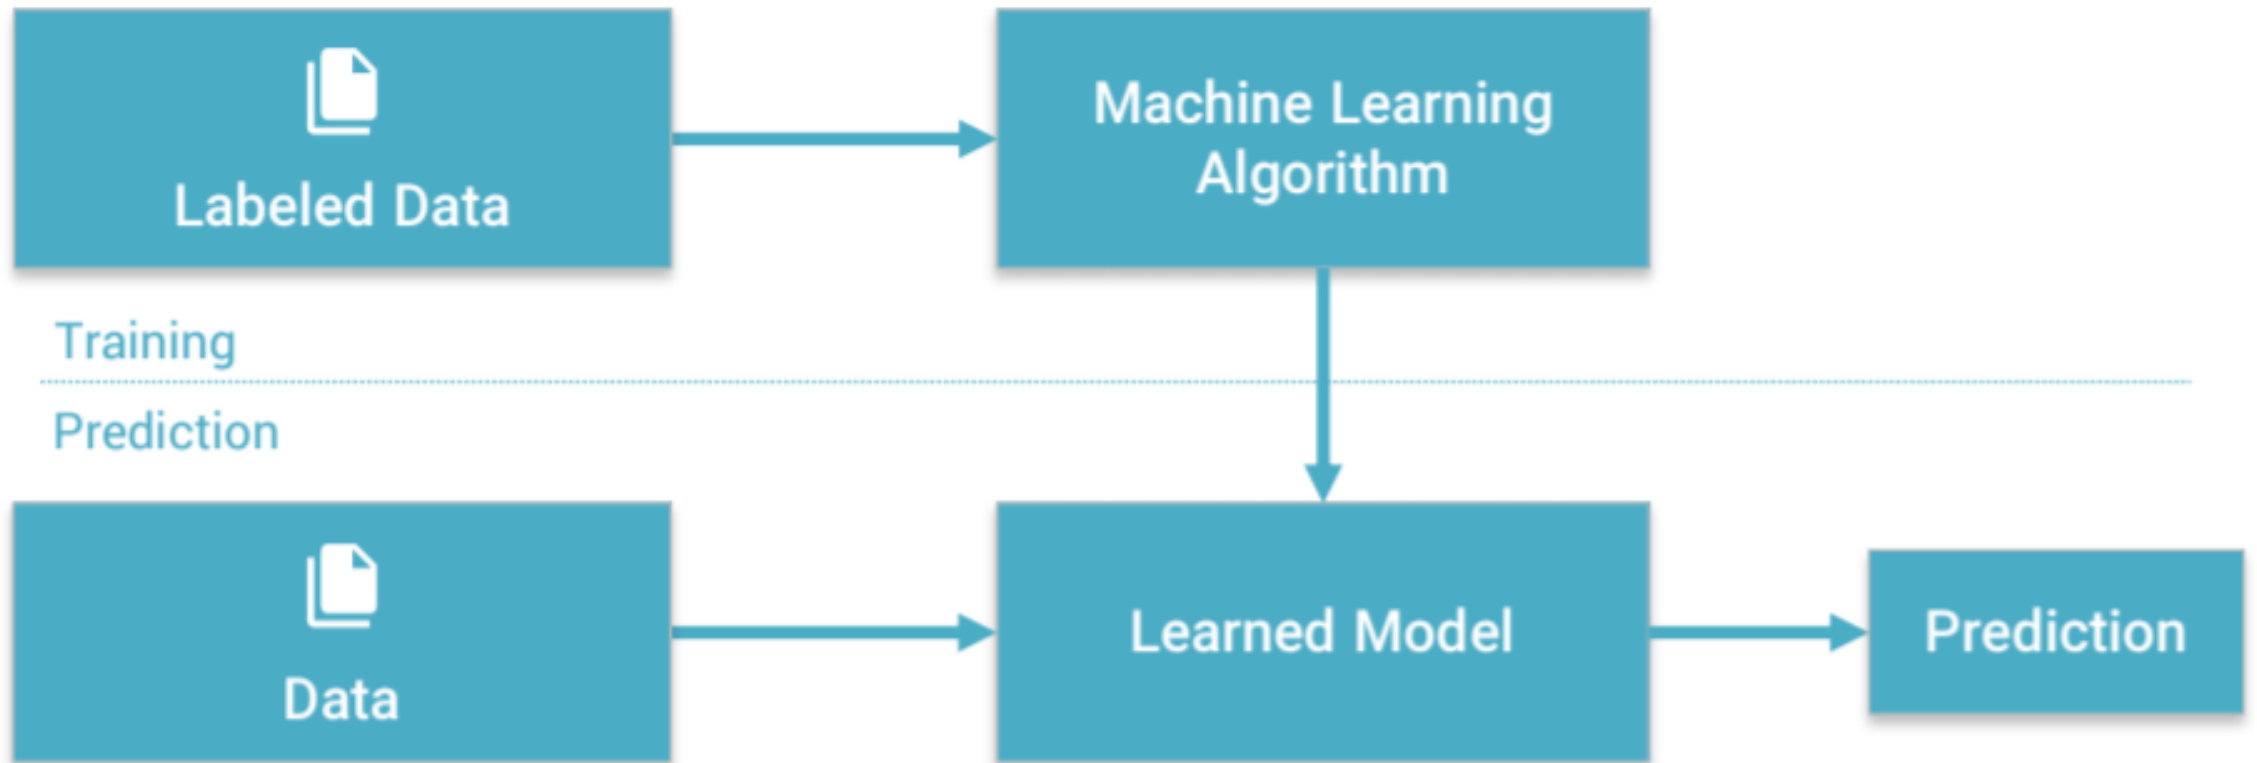 Labeled Data
Machine Learning
Algorithm
Training
Prediction
Data
Learned Model
Prediction